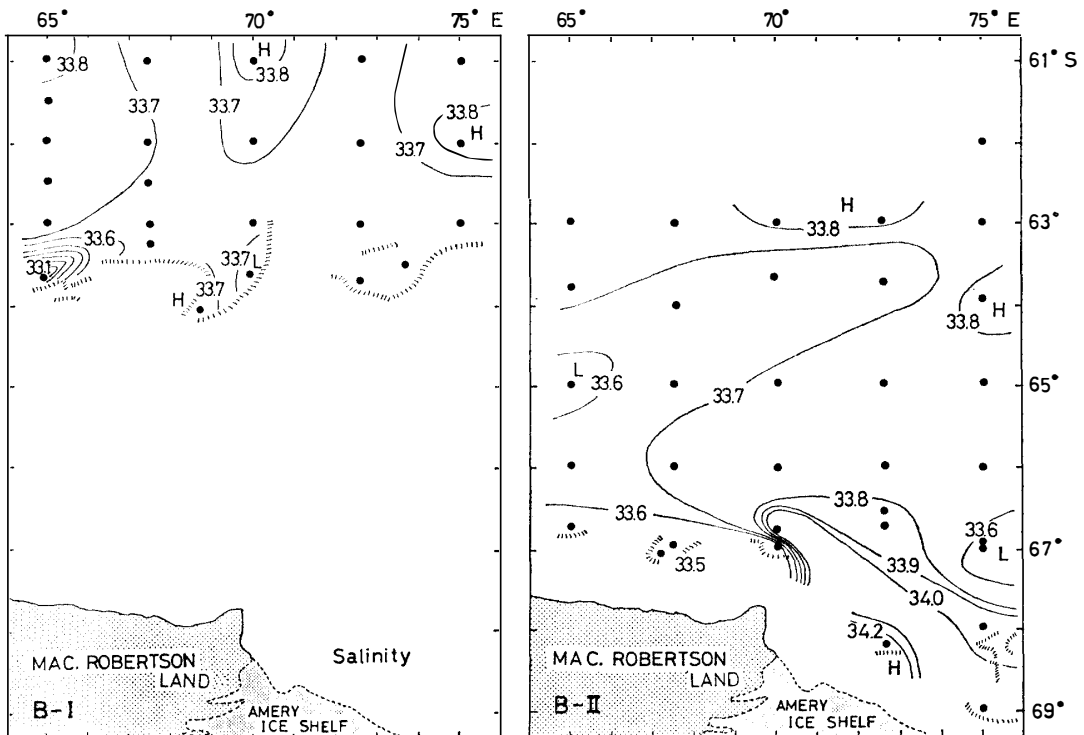 65° 70° 75° E
33.8
H
33.8
33.7
33.7
33.8
H
33.7
33.6
33.1
33.7
L
H
33.7
Salinity
MAC. ROBERTSON
LAND
B-I
AMERY
ICE SHELF
65° 70° 75° E
61° S
H
33.8
63°
33.8
H
L
33.6
33.7
65°
33.8
33.6
33.6
L
67°
33.5
33.9
34.0
34.2
H
MAC. ROBERTSON
LAND
B-II
AMERY
ICE SHELF
69°